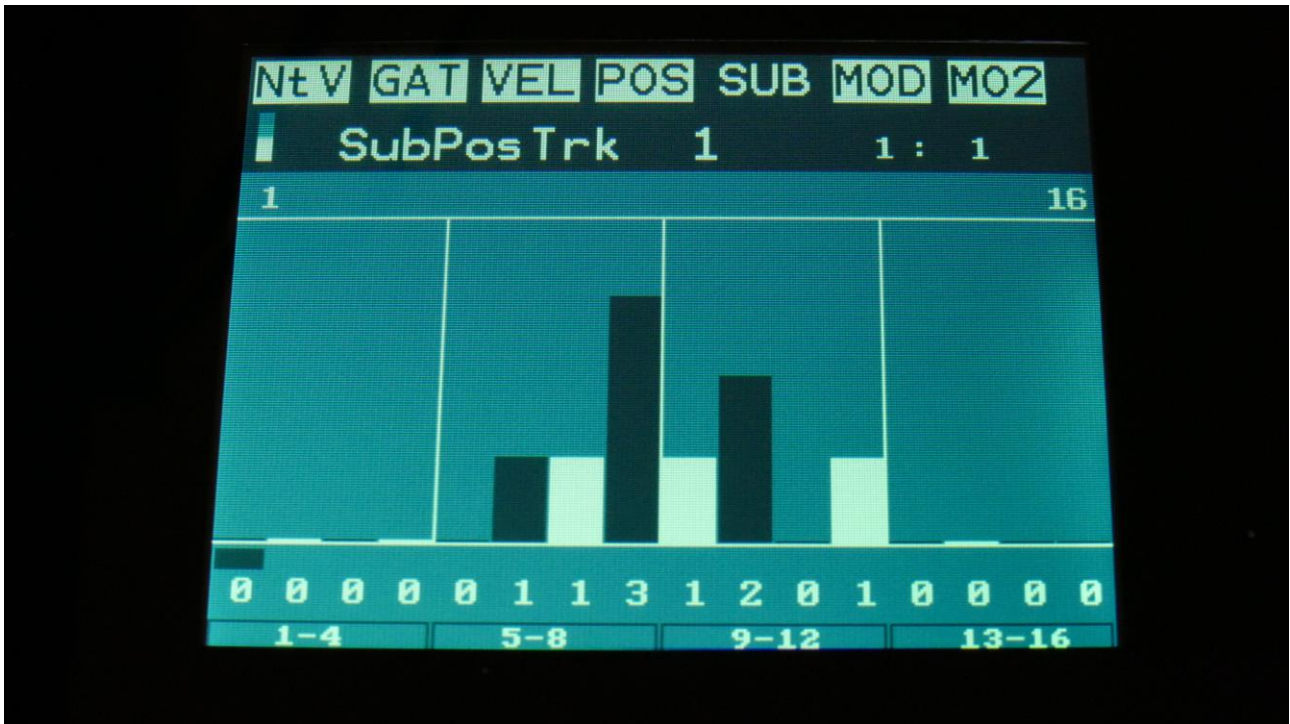 NtV GAT VEL POS SUB MOD MO2
SubPosTrk 1 1: 1
1 16
0 0 0 0 0 1 1 3 1 2 0 1 0 0 0 0
1-4 5-8 9-12 13-16